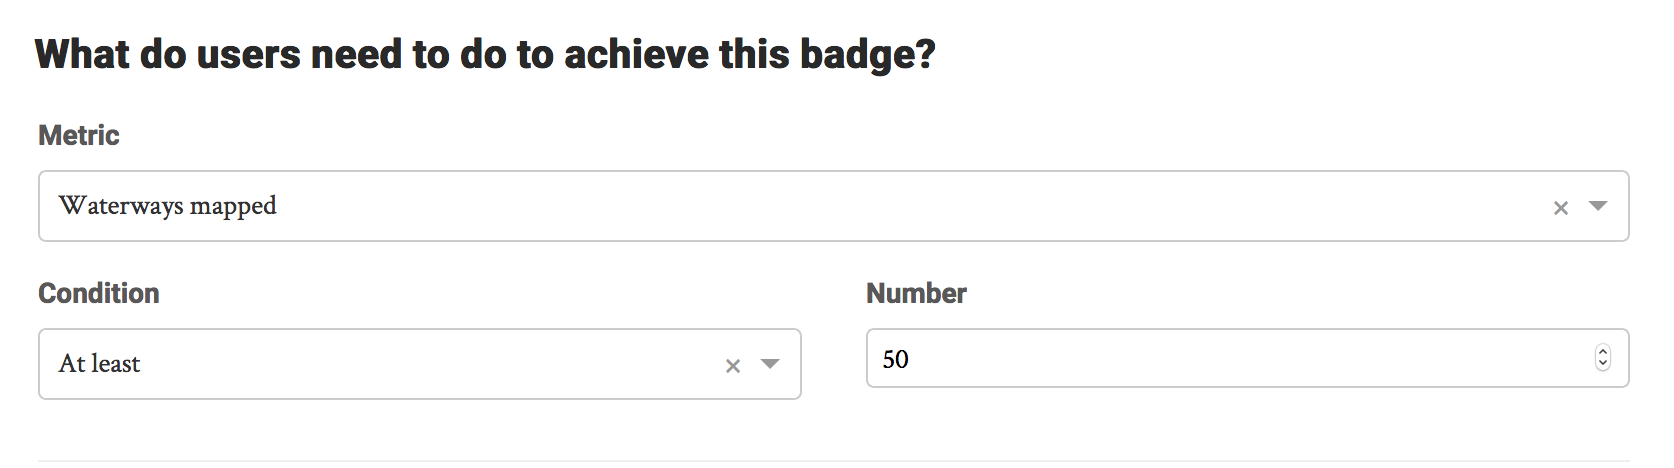 What do users need to do to achieve this badge?
Metric
Waterways mapped
Condition
Number
At least
50